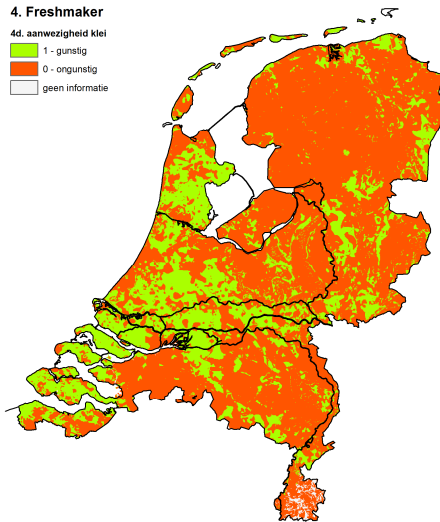 4. Freshmaker
4d. aanwezigheid klei
1 - gunstig
0 - ongunstig
geen informatie